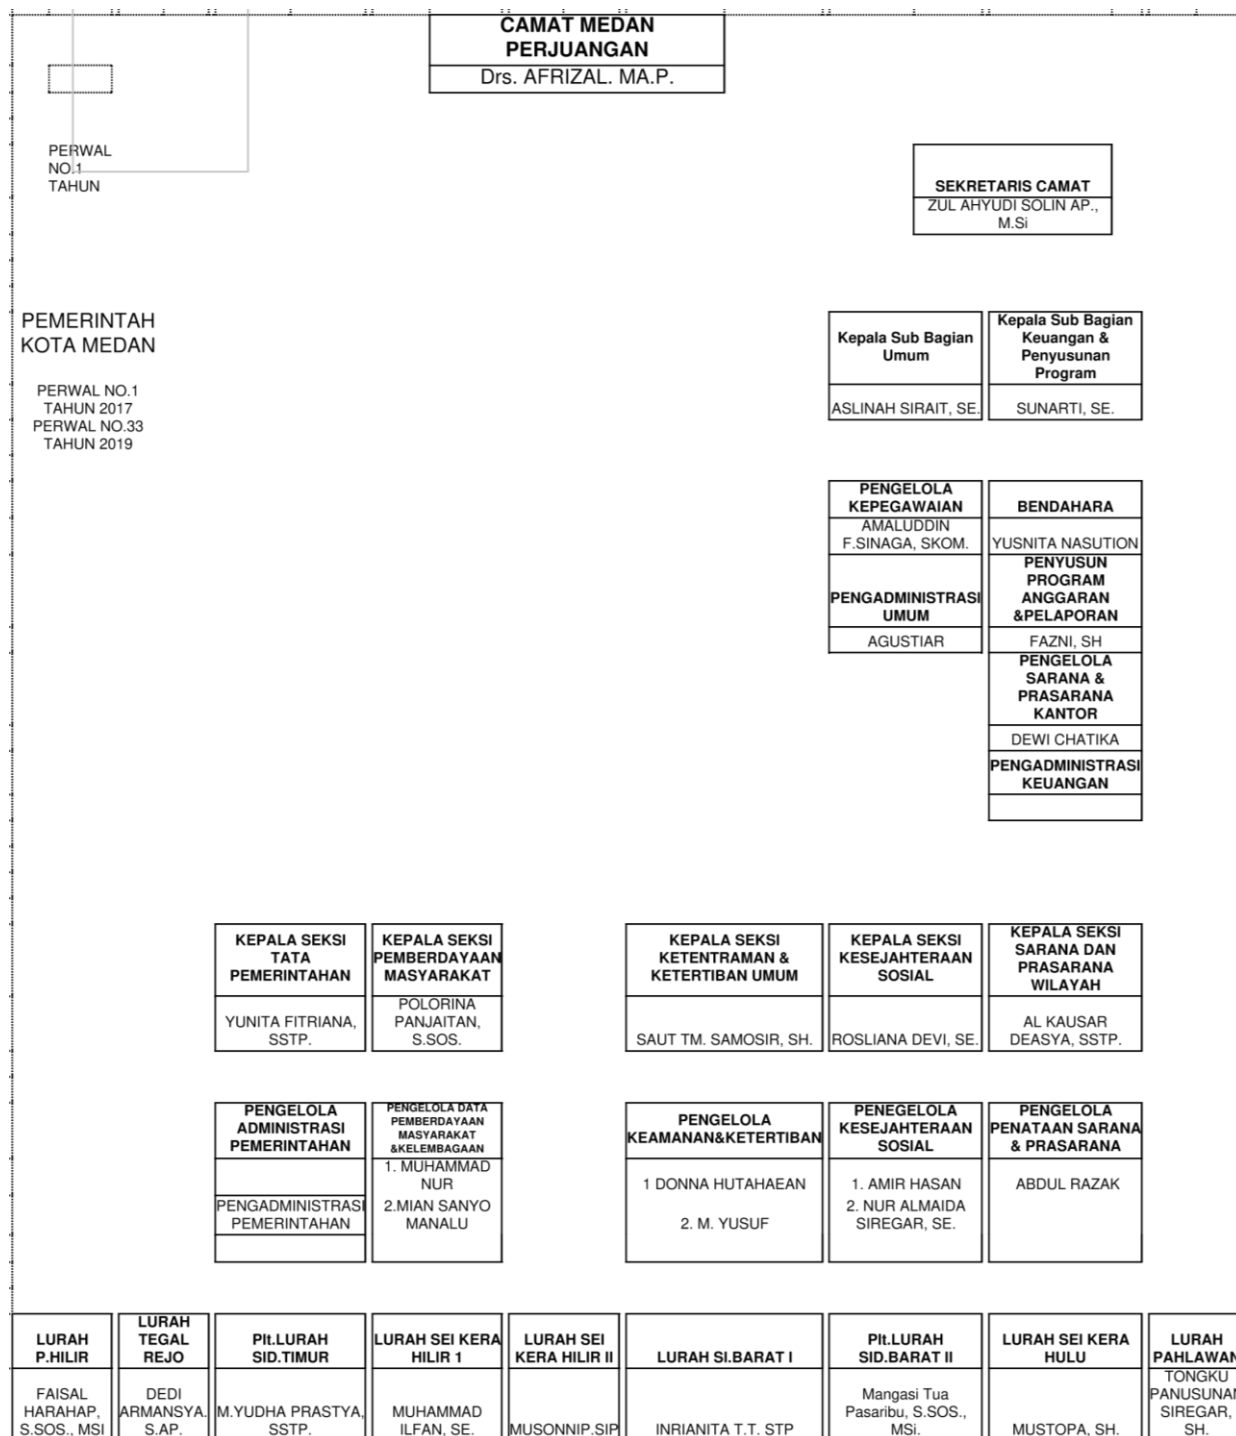 CAMAT MEDAN
PERJUANGAN
Drs. AFRIZAL. MA.P.
PERWAL
NO.1
TAHUN
SEKRETARIS CAMAT
ZUL AHYUDI SOLIN AP.,
M.Si
PEMERINTAH
KOTA MEDAN
PERWAL NO.1
TAHUN 2017
PERWAL NO.33
TAHUN 2019
Kepala Sub Bagian
Umum
ASLINAH SIRAIT, SE.
Kepala Sub Bagian
Keuangan &
Penyusunan
Program
SUNARTI, SE.
PENGELOLA
KEPEGAWAIAN
AMALUDDIN
F.SINAGA, SKOM.
PENGADMINISTRASI
UMUM
AGUSTIAR
BENDAHARA
YUSNITA NASUTION
PENYUSUN
PROGRAM
ANGGARAN
&PELAPORAN
FAZNI, SH
PENGELOLA
SARANA &
PRASARANA
KANTOR
DEWI CHATIKA
PENGADMINISTRASI
KEUANGAN
KEPALA SEKSI
TATA
PEMERINTAHAN
YUNITA FITRIANA,
SSTP.
KEPALA SEKSI
PEMBERDAYAAN
MASYARAKAT
POLORINA
PANJAITAN,
S.SOS.
KEPALA SEKSI
KETENTRAMAN &
KETERTIBAN UMUM
SAUT TM. SAMOSIR, SH.
KEPALA SEKSI
KESEJAHTERAAN
SOSIAL
ROSLIANA DEVI, SE.
KEPALA SEKSI
SARANA DAN
PRASARANA
WILAYAH
AL KAUSAR
DEASYA, SSTP.
PENGELOLA
ADMINISTRASI
PEMERINTAHAN
PENGADMINISTRASI
PEMERINTAHAN
PENGELOLA DATA
PEMBERDAYAAN
MASYARAKAT
&KELEMBAGAAN
1. MUHAMMAD
NUR
2.MIAN SANYO
MANALU
PENGELOLA
KEAMANAN&KETERTIBAN
1 DONNA HUTAHAEAN
2. M. YUSUF
PENEGELOLA
KESEJAHTERAAN
SOSIAL
1. AMIR HASAN
2. NUR ALMAIDA
SIREGAR, SE.
PENGELOLA
PENATAAN SARANA
& PRASARANA
ABDUL RAZAK
LURAH
P.HILIR
FAISAL
HARAHAP,
S.SOS., MSI
LURAH
TEGAL
REJO
DEDI
ARMANSYA.
S.AP.
Plt.LURAH
SID.TIMUR
M.YUDHA PRASTYA,
SSTP.
LURAH SEI KERA
HILIR 1
MUHAMMAD
ILFAN, SE.
LURAH SEI
KERA HILIR II
MUSONNIP.SIP
LURAH SI.BARAT I
INRIANITA T.T. STP
Plt.LURAH
SID.BARAT II
Mangasi Tua
Pasaribu, S.SOS.,
MSi.
LURAH SEI KERA
HULU
MUSTOPA, SH.
LURAH
PAHLAWAN
TONGKU
PANUSUNAN
SIREGAR,
SH.